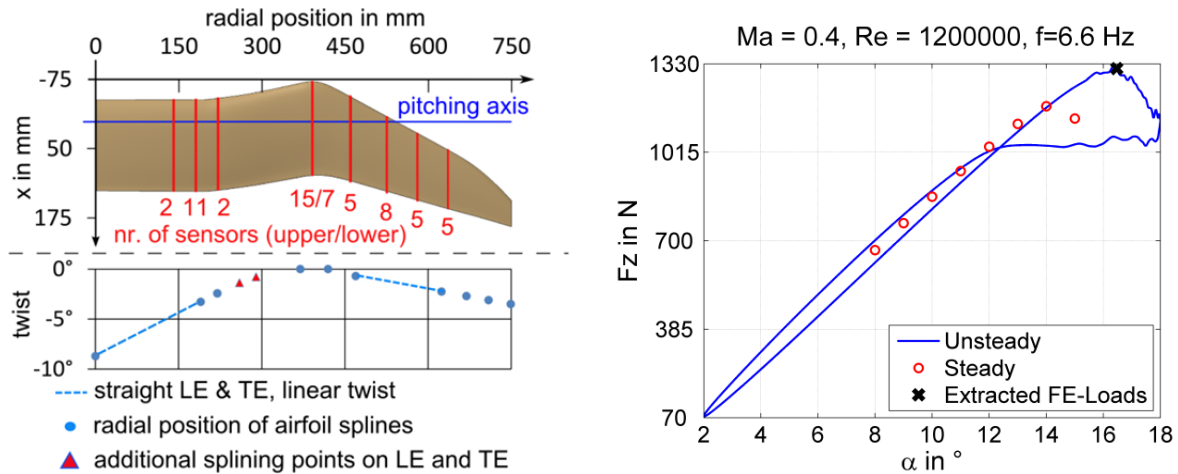 radial position in mm
0 150 300 450 600 750
-75
pitching axis
50
x in mm
175
2 11 2 15/7 5 8 5 5
nr. of sensors (upper/lower)
0°
-5°
-10°
twist
straight LE & TE, linear twist
radial position of airfoil splines
additional splining points on LE and TE
Ma = 0.4, Re = 1200000, f=6.6 Hz
1330
1015
700
385
70
Fz in N
Unsteady
Steady
Extracted FE-Loads
2 4 6 8 10 12 14 16 18
α in °